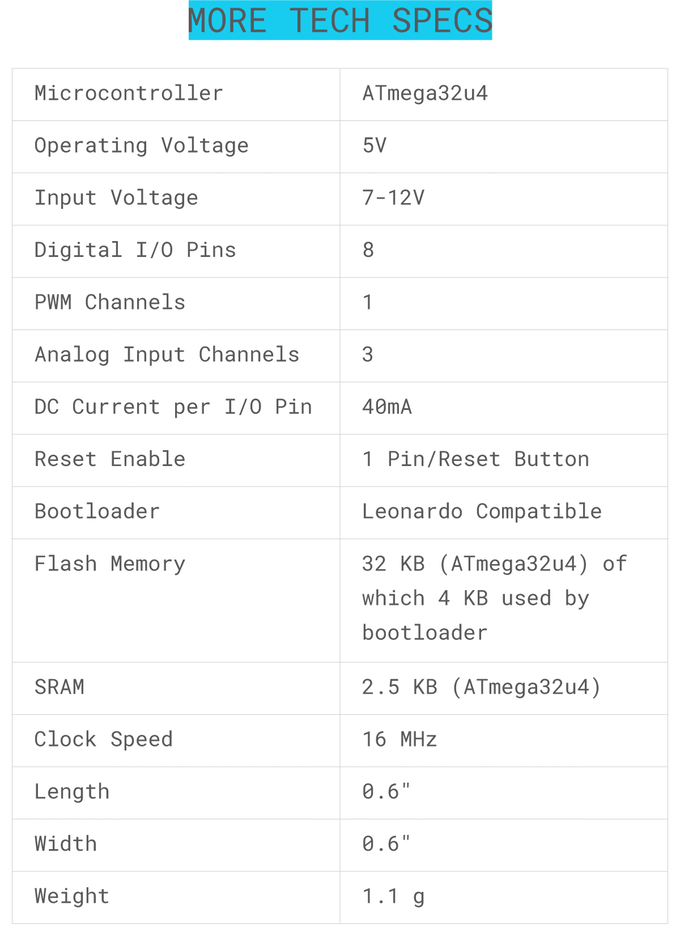 MORE TECH SPECS
Microcontroller ATmega32u4
Operating Voltage 5V
Input Voltage 7-12V
Digital I/O Pins 8
PWM Channels 1
Analog Input Channels 3
DC Current per I/O Pin 40mA
Reset Enable 1 Pin/Reset Button
Bootloader Leonardo Compatible
Flash Memory 32 KB (ATmega32u4) of
which 4 KB used by
bootloader
SRAM 2.5 KB (ATmega32u4)
Clock Speed 16 MHz
Length 0.6"
Width 0.6"
Weight 1.1 g